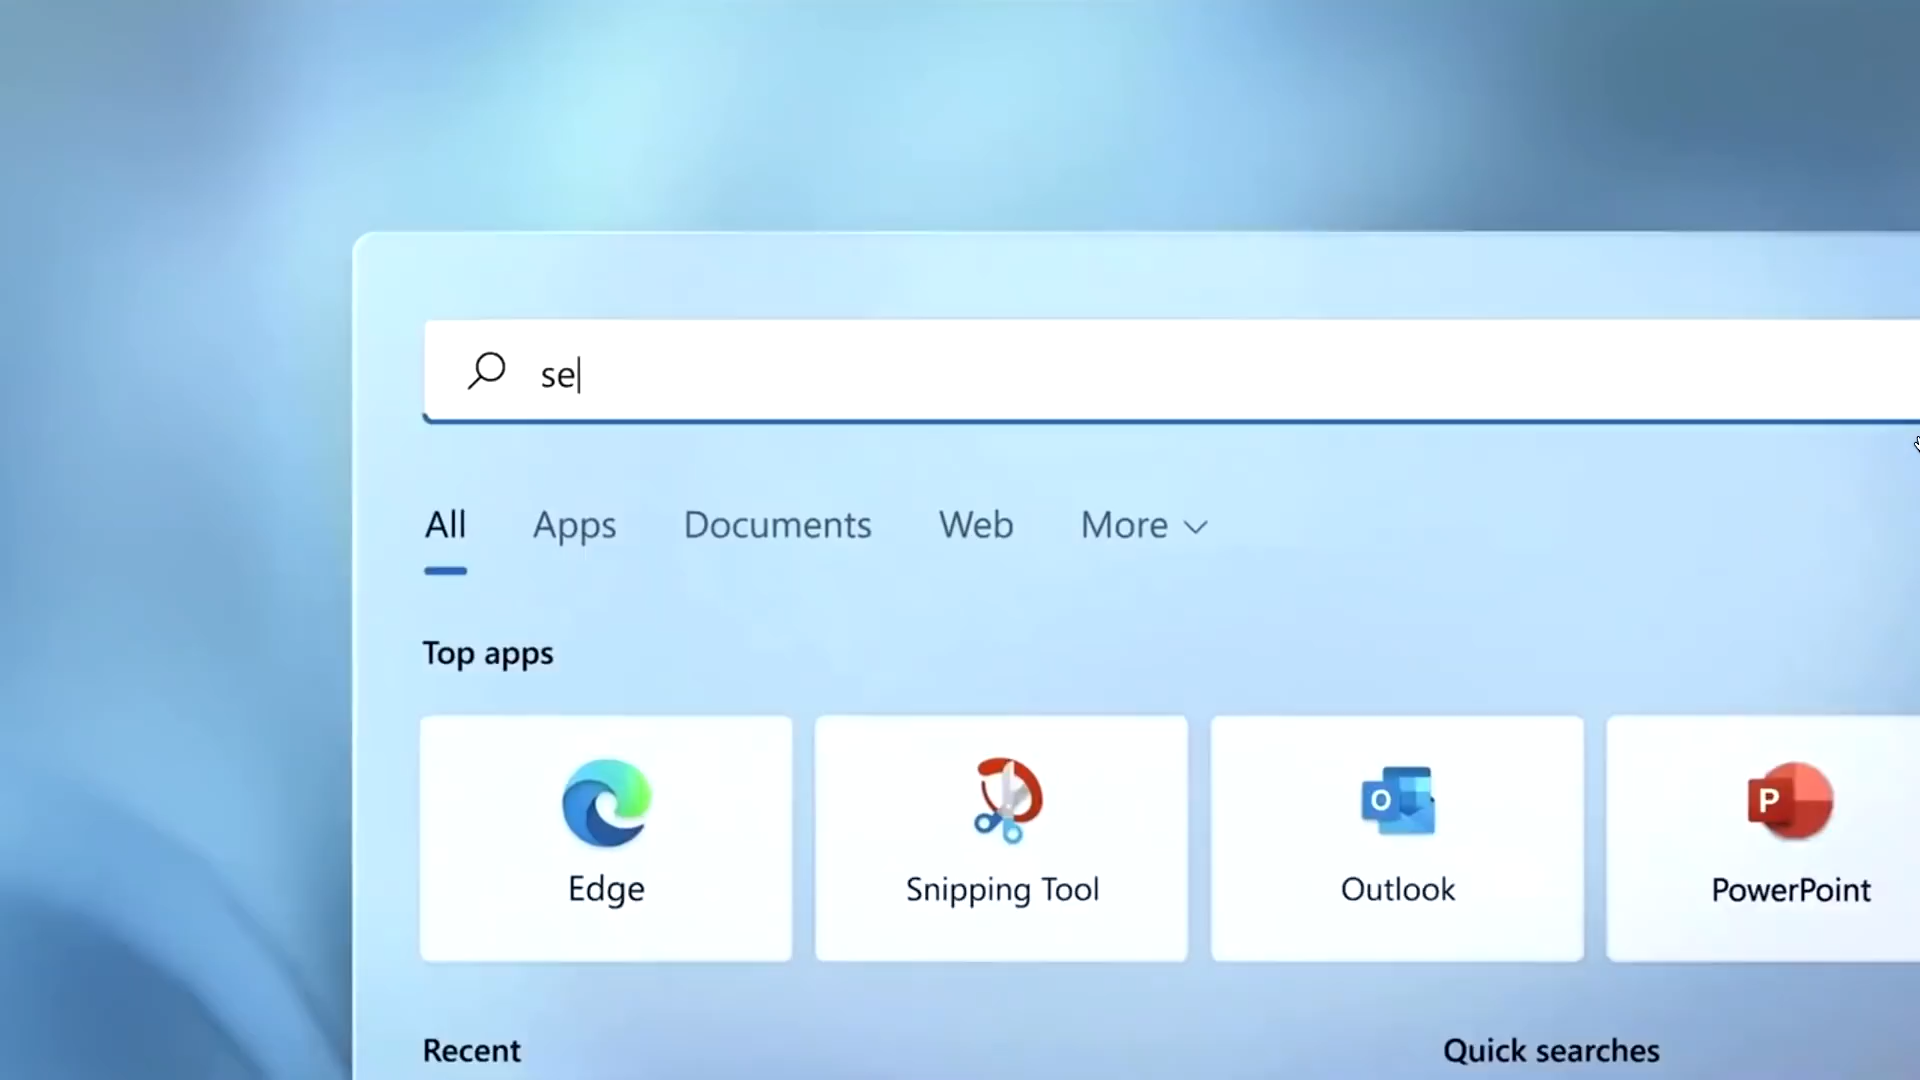 se
All Apps Documents Web More
Top apps
Edge Snipping Tool Outlook PowerPoint
Recent Quick searches